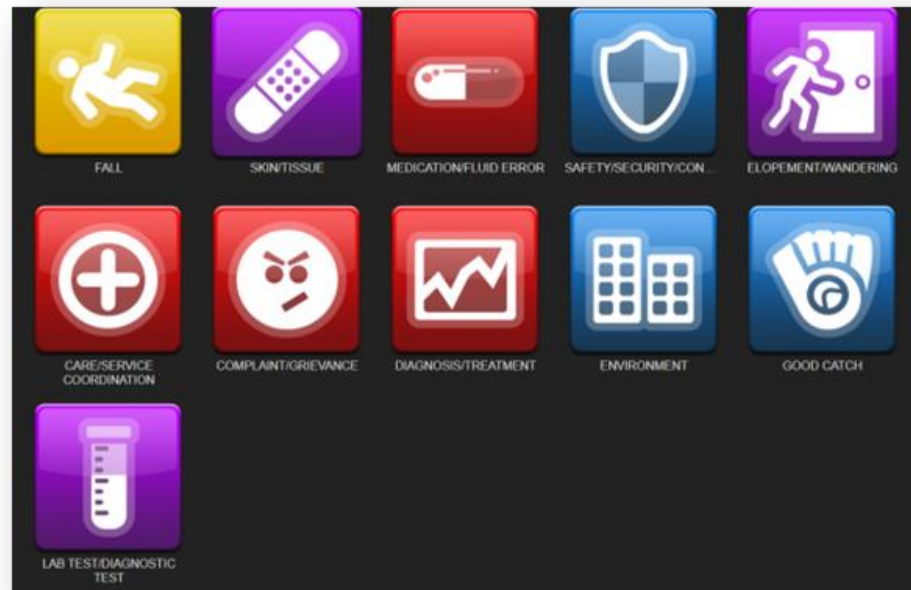 FALL
SKIN/TISSUE
MEDICATION/FLUID ERROR
SAFETY/SECURITY/CON...
ELOPEMENT/WANDERING
CARE/SERVICE
COORDINATION
COMPLAINT/GRIEVANCE
DIAGNOSIS/TREATMENT
ENVIRONMENT
GOOD CATCH
LAB TEST/DIAGNOSTIC
TEST